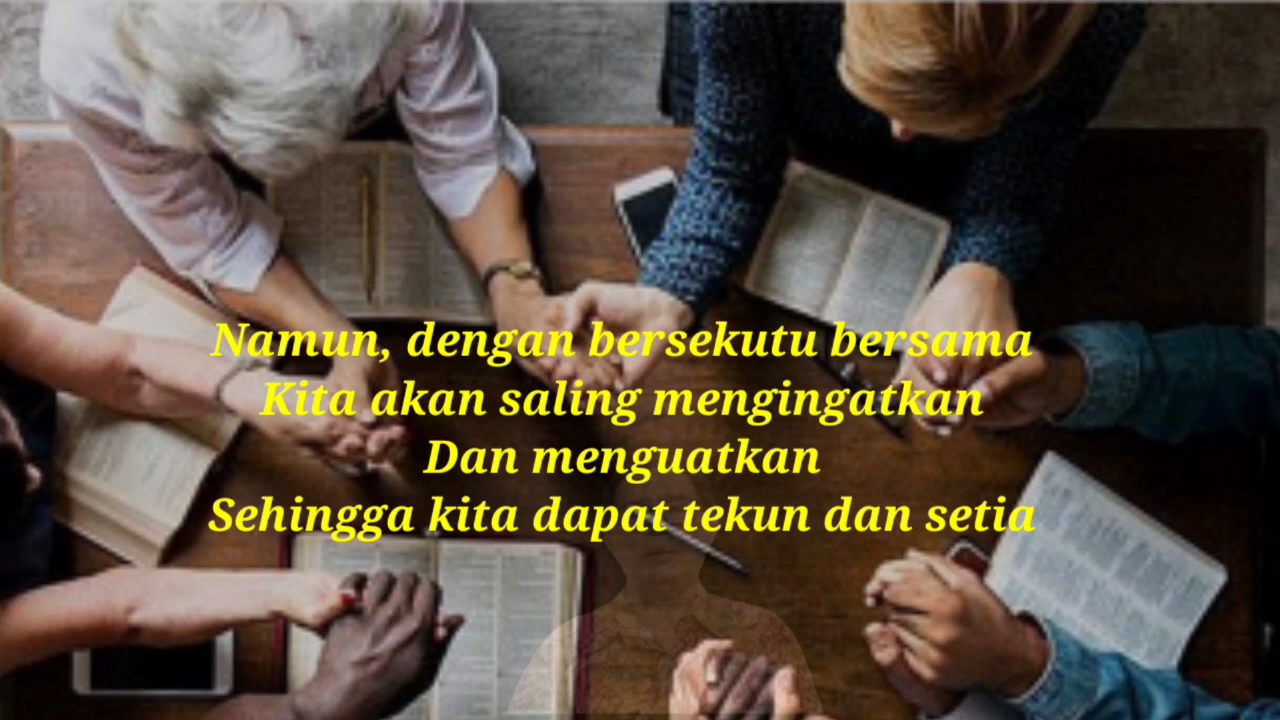 Namun, dengan bersekutu bersama
Kita akan saling mengingatkan
Dan menguatkan
Sehingga kita dapat tekun dan setia